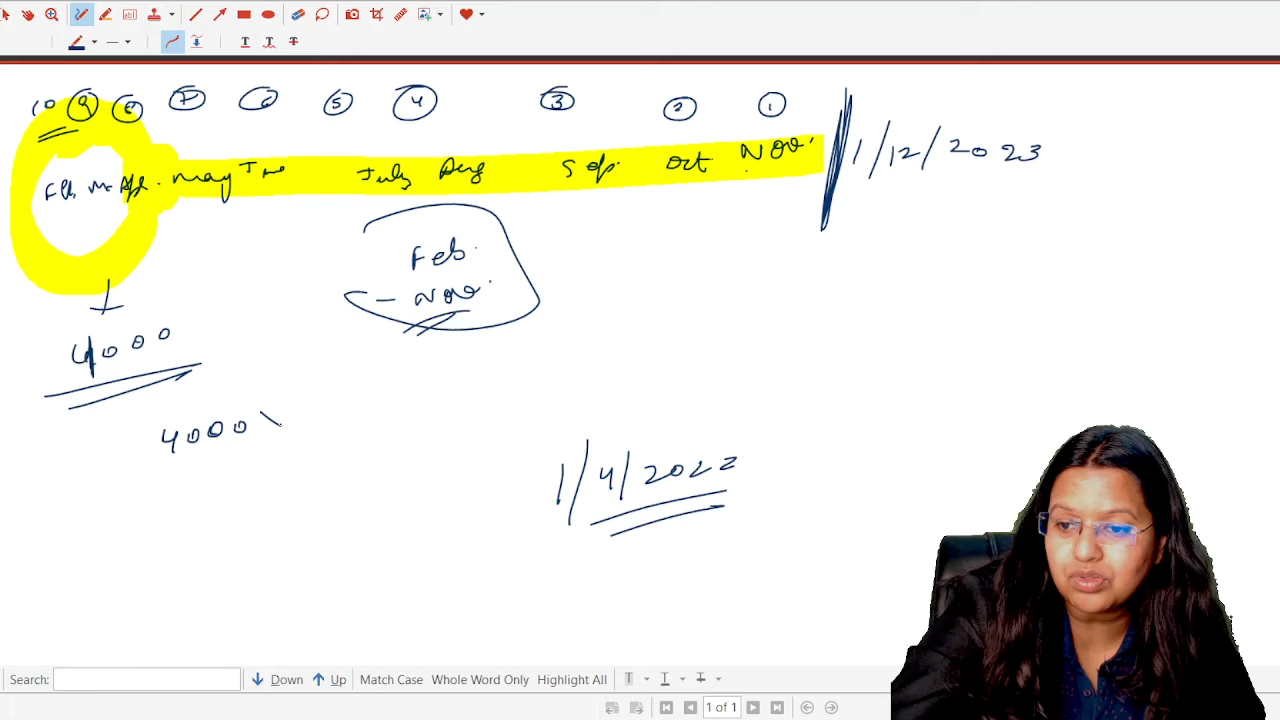 10 9 8 7 6 5 4 3 2 1
Feb Mr Apr. May June July Aug Sep. Oct Nov.
1/12/2023
Feb.
- Nov.
4000
4000 \
1/4/2022
Search: Down Up Match Case Whole Word Only Highlight All T T T
1 of 1